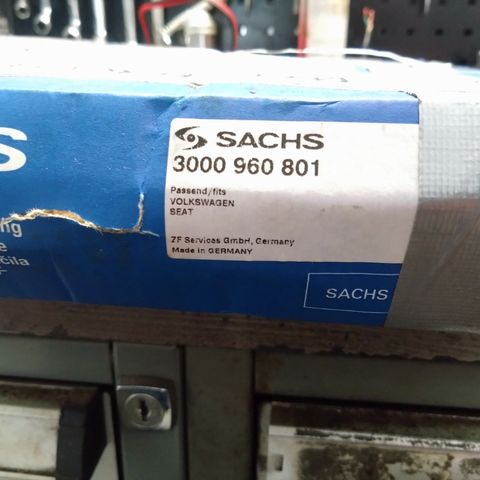 S
SACHS
3000 960 801
Passend/fits
VOLKSWAGEN
SEAT
ZF Services GmbH, Germany
Made in GERMANY
SACHS